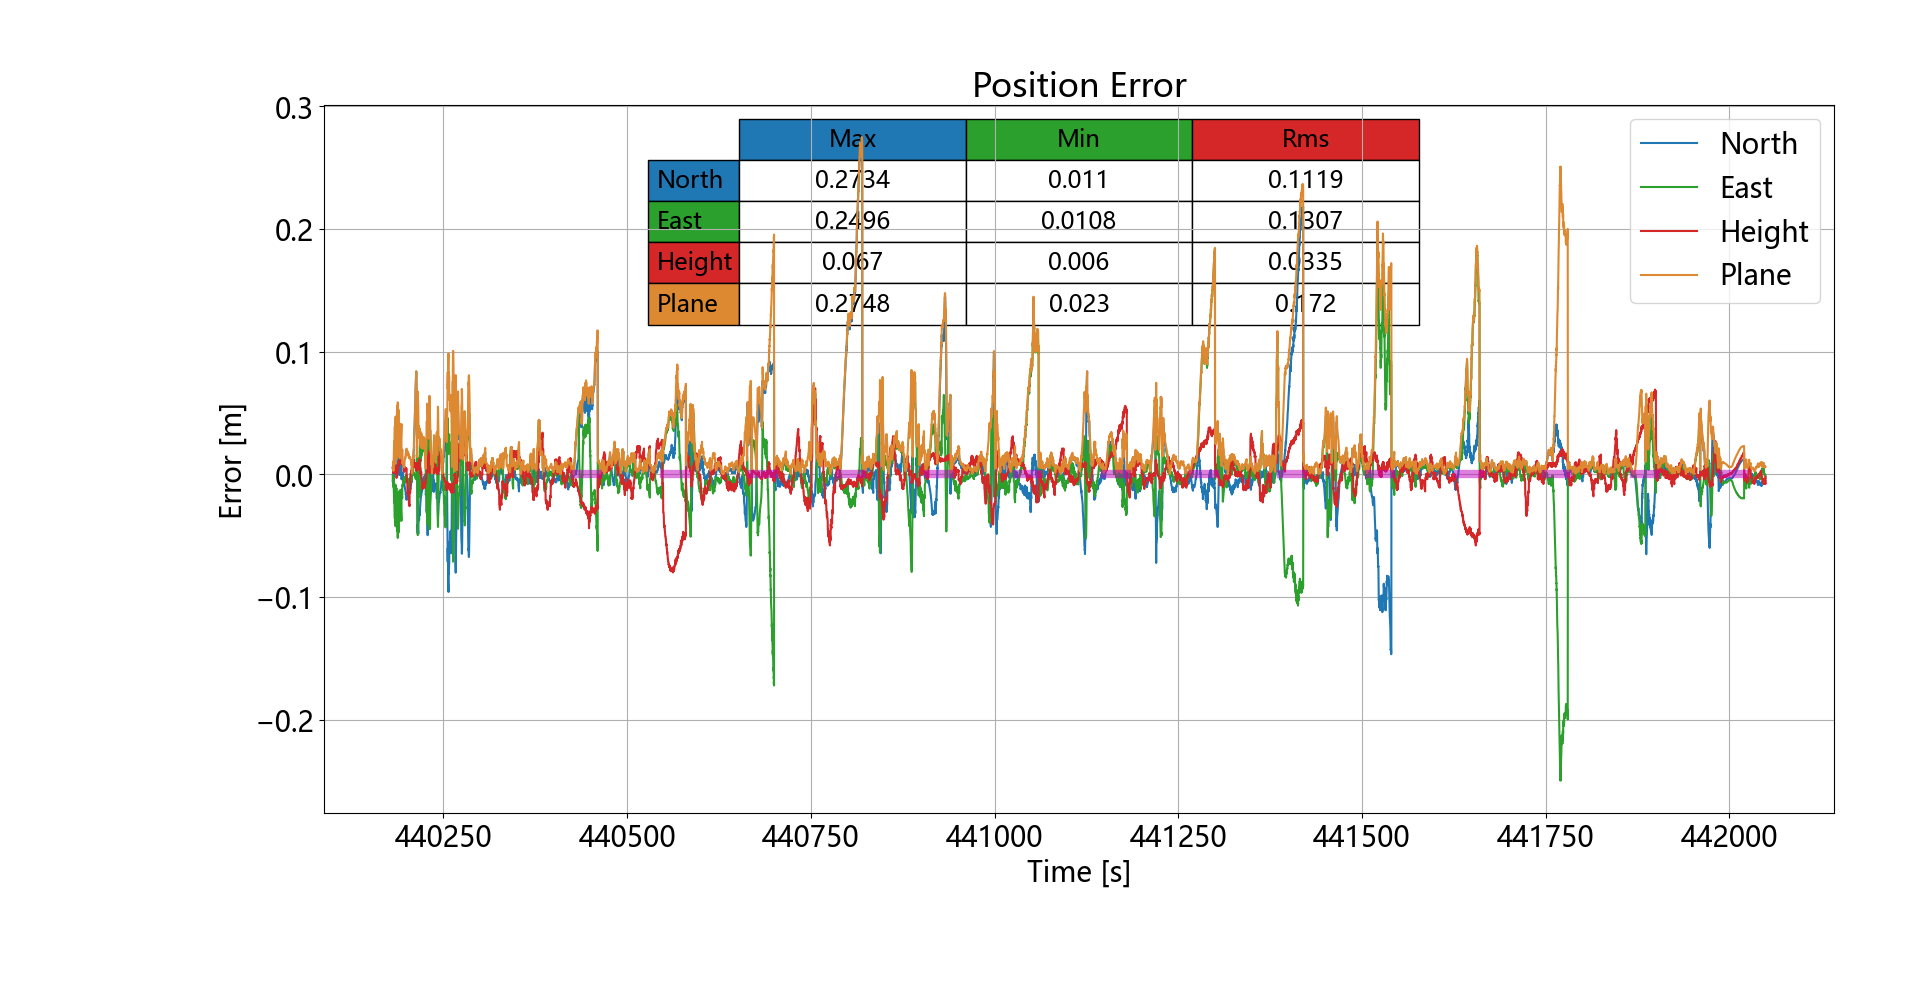 Position Error
Max Min Rms
North 0.2734 0.011 0.1119
East 0.2496 0.0108 0.1307
Height 0.067 0.006 0.0335
Plane 0.2748 0.023 0.172
North
East
Height
Plane
Error [m]
0.3
0.2
0.1
0.0
−0.1
−0.2
440250 440500 440750 441000 441250 441500 441750 442000
Time [s]